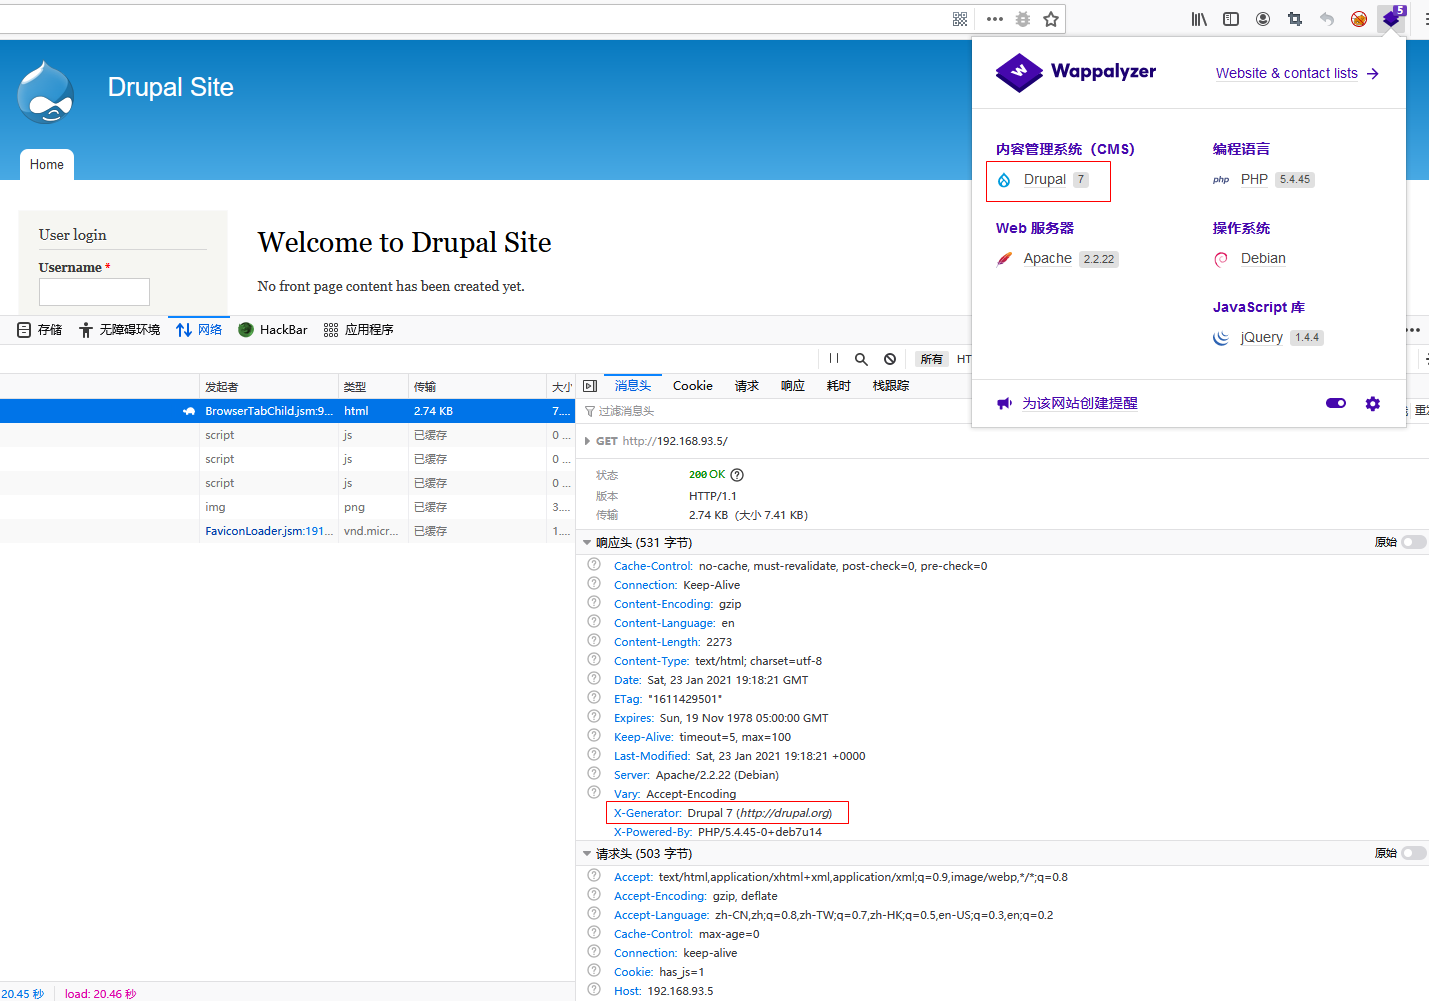 5
Drupal Site
Home
User login
Username *
Welcome to Drupal Site
No front page content has been created yet.
W Wappalyzer
Website & contact lists →
内容管理系统（CMS）
Drupal 7
Web 服务器
Apache 2.2.22
编程语言
php PHP 5.4.45
操作系统
Debian
JavaScript 库
jQuery 1.4.4
为该网站创建提醒
存储 无障碍环境 网络 HackBar 应用程序
所有 HT
发起者 类型 传输 大小
BrowserTabChild.jsm:9... html 2.74 KB 7....
script js 已缓存 0 ...
script js 已缓存 0 ...
script js 已缓存 0 ...
img png 已缓存 3....
FaviconLoader.jsm:191... vnd.micr... 已缓存 1....
20.45 秒 load: 20.46 秒
消息头 Cookie 请求 响应 耗时 栈跟踪
过滤消息头
GET http://192.168.93.5/
状态 200 OK
版本 HTTP/1.1
传输 2.74 KB（大小 7.41 KB）
响应头 (531 字节) 原始
Cache-Control: no-cache, must-revalidate, post-check=0, pre-check=0
Connection: Keep-Alive
Content-Encoding: gzip
Content-Language: en
Content-Length: 2273
Content-Type: text/html; charset=utf-8
Date: Sat, 23 Jan 2021 19:18:21 GMT
ETag: "1611429501"
Expires: Sun, 19 Nov 1978 05:00:00 GMT
Keep-Alive: timeout=5, max=100
Last-Modified: Sat, 23 Jan 2021 19:18:21 +0000
Server: Apache/2.2.22 (Debian)
Vary: Accept-Encoding
X-Generator: Drupal 7 (http://drupal.org)
X-Powered-By: PHP/5.4.45-0+deb7u14
请求头 (503 字节) 原始
Accept: text/html,application/xhtml+xml,application/xml;q=0.9,image/webp,*/*;q=0.8
Accept-Encoding: gzip, deflate
Accept-Language: zh-CN,zh;q=0.8,zh-TW;q=0.7,zh-HK;q=0.5,en-US;q=0.3,en;q=0.2
Cache-Control: max-age=0
Connection: keep-alive
Cookie: has_js=1
Host: 192.168.93.5